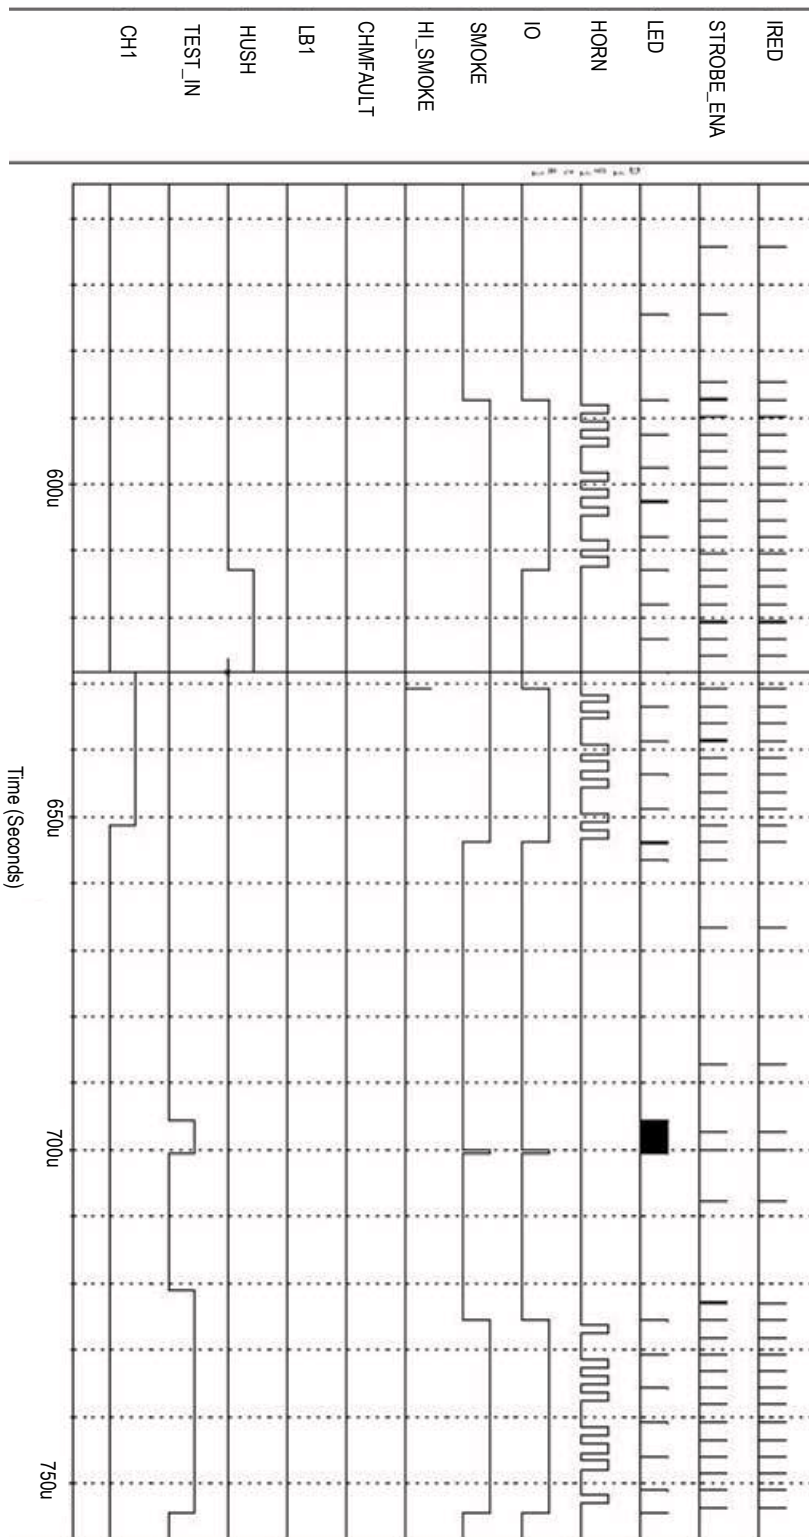 IRED
STROBE_ENA
LED
HORN
IO
SMOKE
HI_SMOKE
CHMFAULT
LB1
HUSH
TEST_IN
CH1
600u
650u
700u
750u
Time (Seconds)